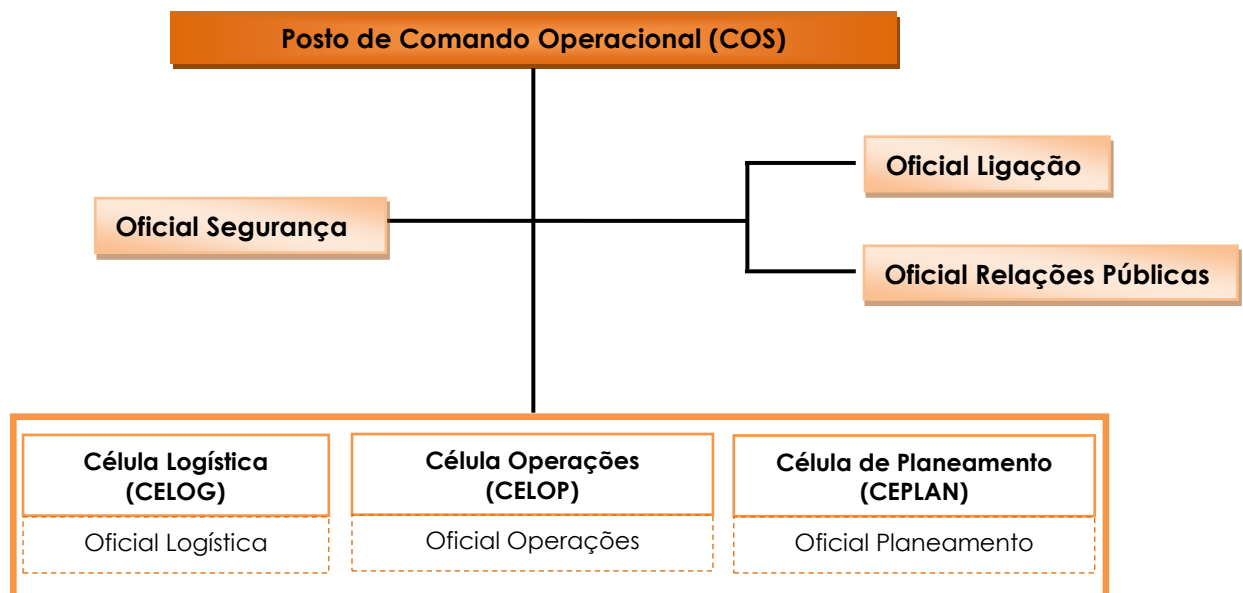 Posto de Comando Operacional (COS)
Oficial Ligação
Oficial Segurança
Oficial Relações Públicas
Célula Logística
(CELOG)
Oficial Logística
Célula Operações
(CELOP)
Oficial Operações
Célula de Planeamento
(CEPLAN)
Oficial Planeamento